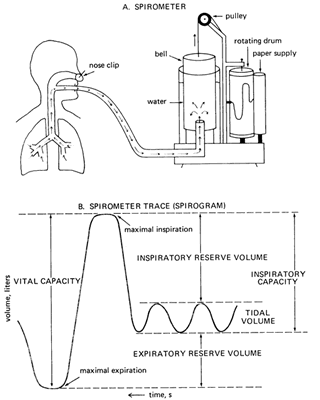 A. SPIROMETER
pulley
rotating drum
paper supply
bell
nose clip
water
B. SPIROMETER TRACE (SPIROGRAM)
maximal inspiration
INSPIRATORY RESERVE VOLUME
INSPIRATORY
CAPACITY
VITAL CAPACITY
volume, liters
TIDAL
VOLUME
EXPIRATORY RESERVE VOLUME
maximal expiration
← time, s